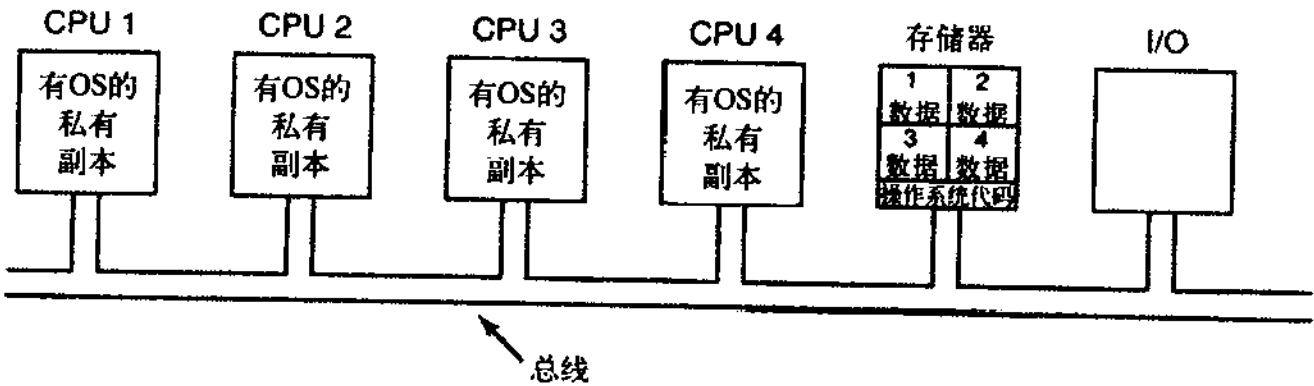 CPU 1
CPU 2
CPU 3
CPU 4
存储器
I/O
有OS的
私有
副本
有OS的
私有
副本
有OS的
私有
副本
有OS的
私有
副本
1
数据
2
数据
3
数据
4
数据
操作系统代码
总线